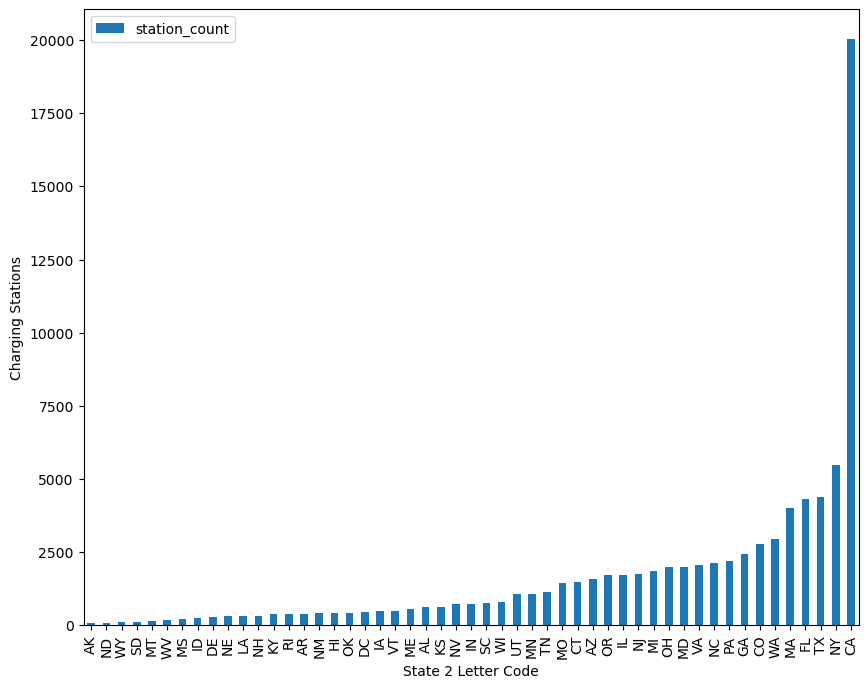 station_count
20000
17500
15000
12500
10000
7500
5000
2500
0
Charging Stations
AK ND WY SD MT WV MS ID DE NE LA NH KY RI AR NM HI OK DC IA VT ME AL KS NV IN SC WI UT MN TN MO CT AZ OR IL NJ MI OH MD VA NC PA GA CO WA MA FL TX NY CA
State 2 Letter Code